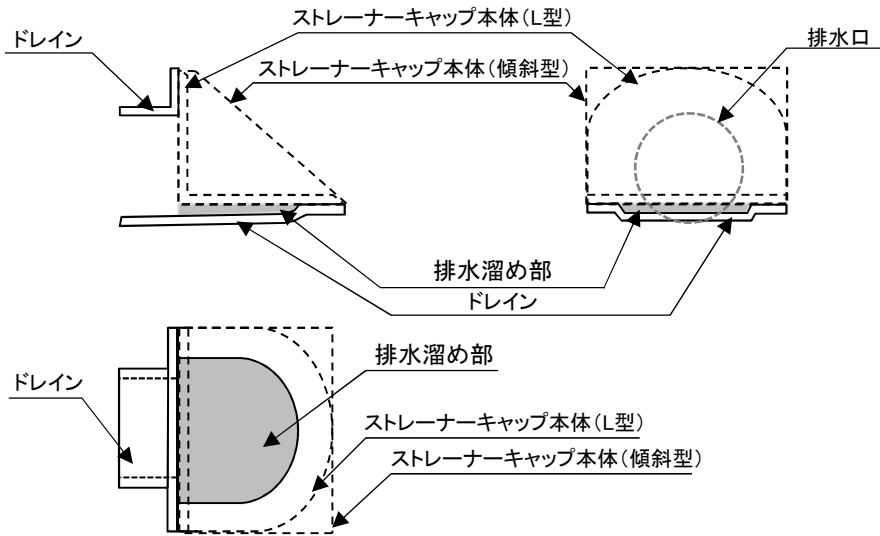 ストレーナーキャップ本体（L型）
ドレイン
排水口
ストレーナーキャップ本体（傾斜型）
排水溜め部
ドレイン
排水溜め部
ドレイン
ストレーナーキャップ本体（L型）
ストレーナーキャップ本体（傾斜型）